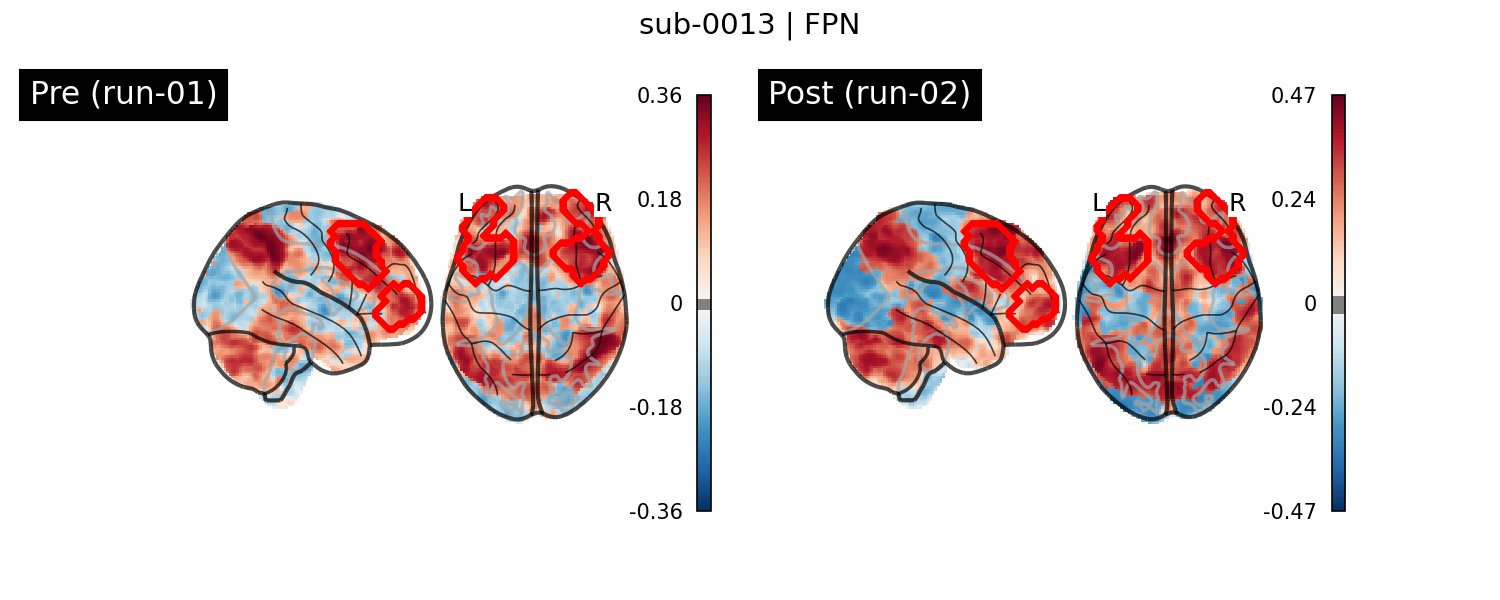 sub-0013 | FPN
Pre (run-01)
Post (run-02)
L
R
0.36
0.18
0
-0.18
-0.36
L
R
0.47
0.24
0
-0.24
-0.47